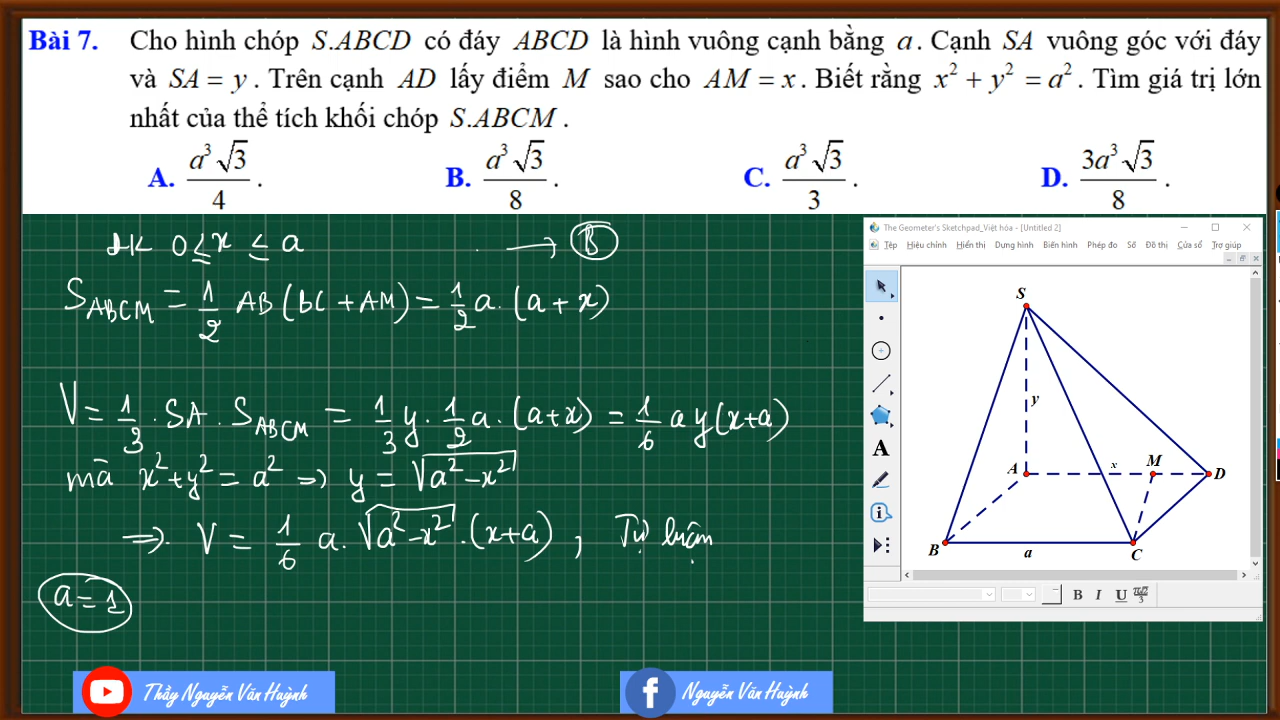 Bài 7. Cho hình chóp S.ABCD có đáy ABCD là hình vuông cạnh bằng a. Cạnh SA vuông góc với đáy
và SA = y. Trên cạnh AD lấy điểm M sao cho AM = x. Biết rằng x² + y² = a². Tìm giá trị lớn
nhất của thể tích khối chóp S.ABCM.
A. a³√3/4. B. a³√3/8. C. a³√3/3. D. 3a³√3/8.
ĐK 0 ≤ x ≤ a → B
S_ABCM = 1/2 AB(BC + AM) = 1/2 a.(a + x)
V = 1/3 . SA . S_ABCM = 1/3 y . 1/2 a.(a+x) = 1/6 a y(x+a)
mà x² + y² = a² ⇒ y = √(a² - x²)
⇒ V = 1/6 a.√(a² - x²).(x+a), Tự luận
a = 1
The Geometer's Sketchpad_Việt hóa - [Untitled 2]
Tệp Hiệu chỉnh Hiển thị Dựng hình Biến hình Phép đo Số Đồ thị Cửa sổ Trợ giúp
S
y
A x M D
B a C
A
B I U
Thầy Nguyễn Văn Huỳnh
Nguyễn Văn Huỳnh